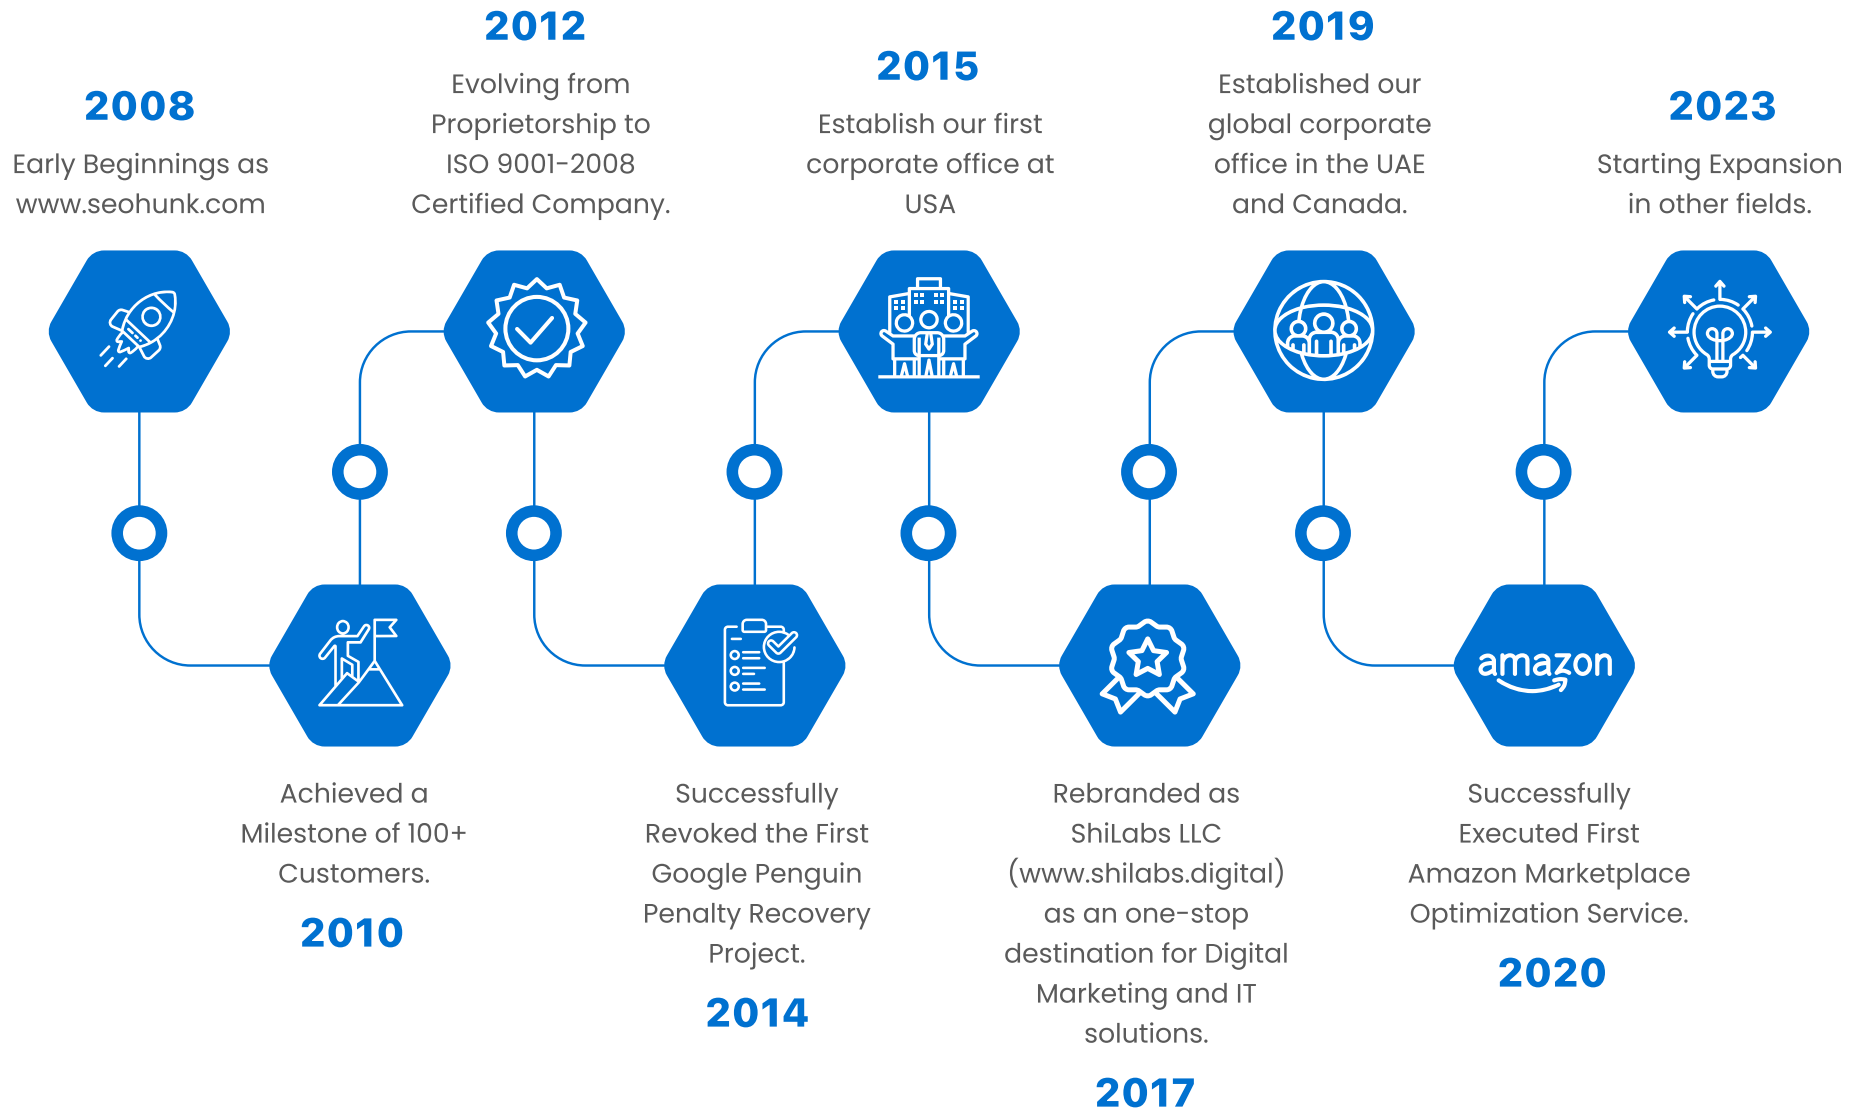 2008
Early Beginnings as
www.seohunk.com
Achieved a
Milestone of 100+
Customers.
2010
2012
Evolving from
Proprietorship to
ISO 9001-2008
Certified Company.
Successfully
Revoked the First
Google Penguin
Penalty Recovery
Project.
2014
2015
Establish our first
corporate office at
USA
Rebranded as
ShiLabs LLC
(www.shilabs.digital)
as an one-stop
destination for Digital
Marketing and IT
solutions.
2017
2019
Established our
global corporate
office in the UAE
and Canada.
amazon
Successfully
Executed First
Amazon Marketplace
Optimization Service.
2020
2023
Starting Expansion
in other fields.